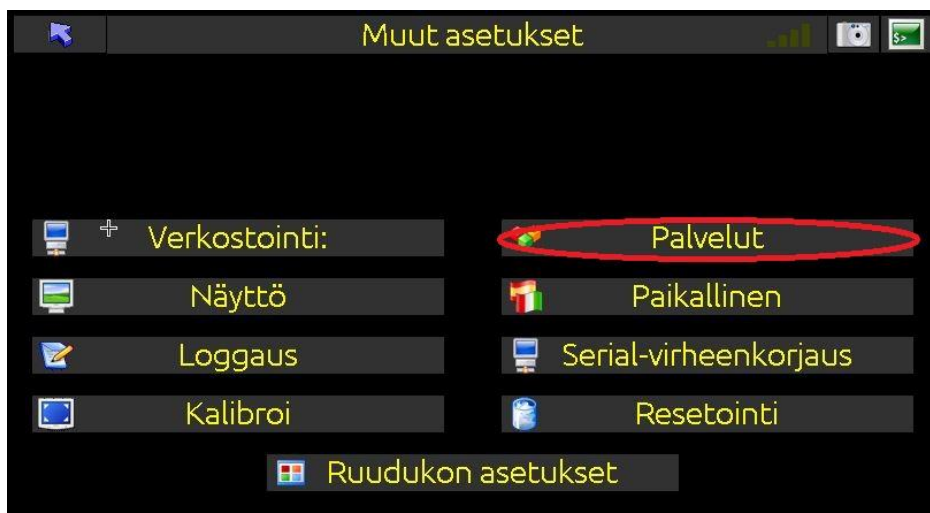 Muut asetukset
$>
Verkostointi:
Palvelut
Näyttö
Paikallinen
Loggaus
Serial-virheenkorjaus
Kalibroi
Resetointi
Ruudukon asetukset